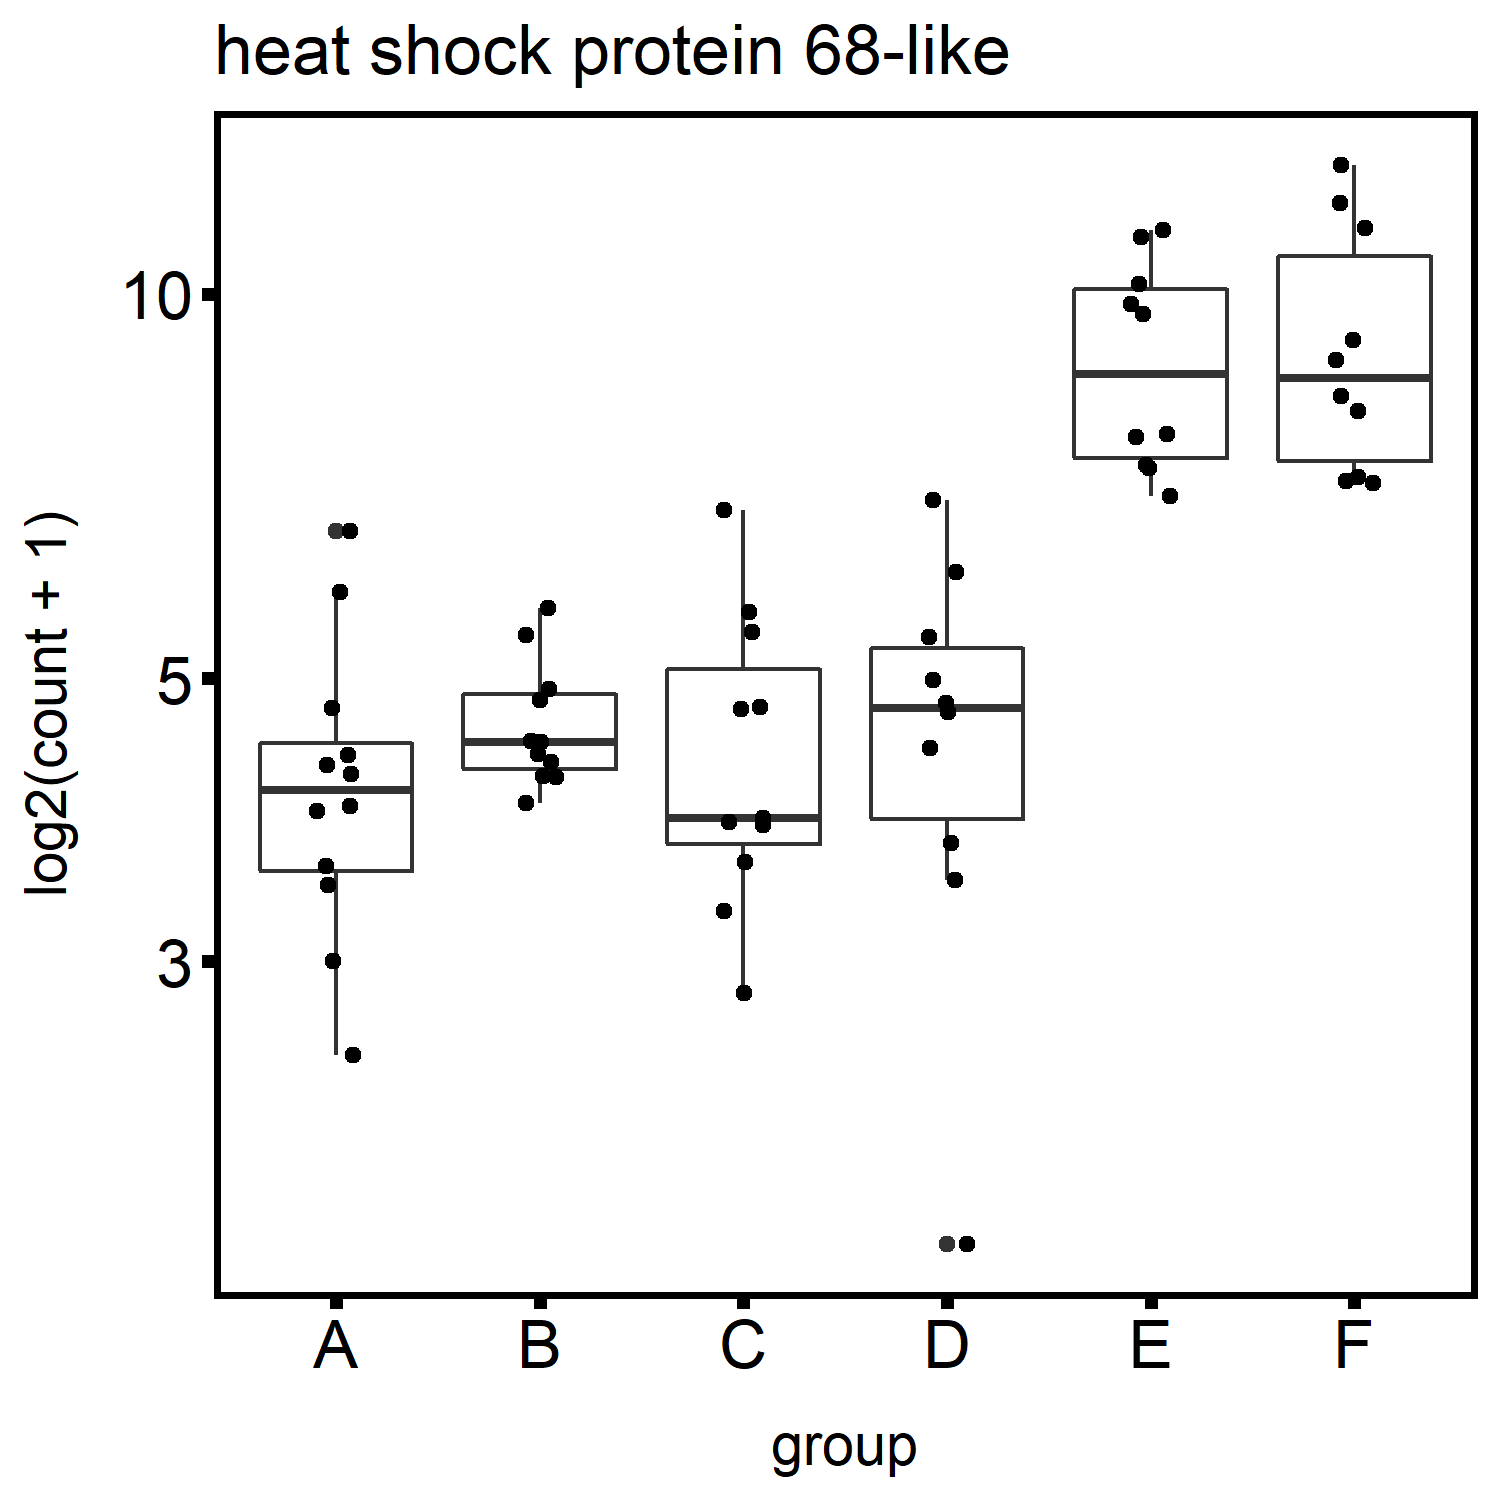 heat shock protein 68-like
log2(count + 1)
10
5
3
A B C D E F
group